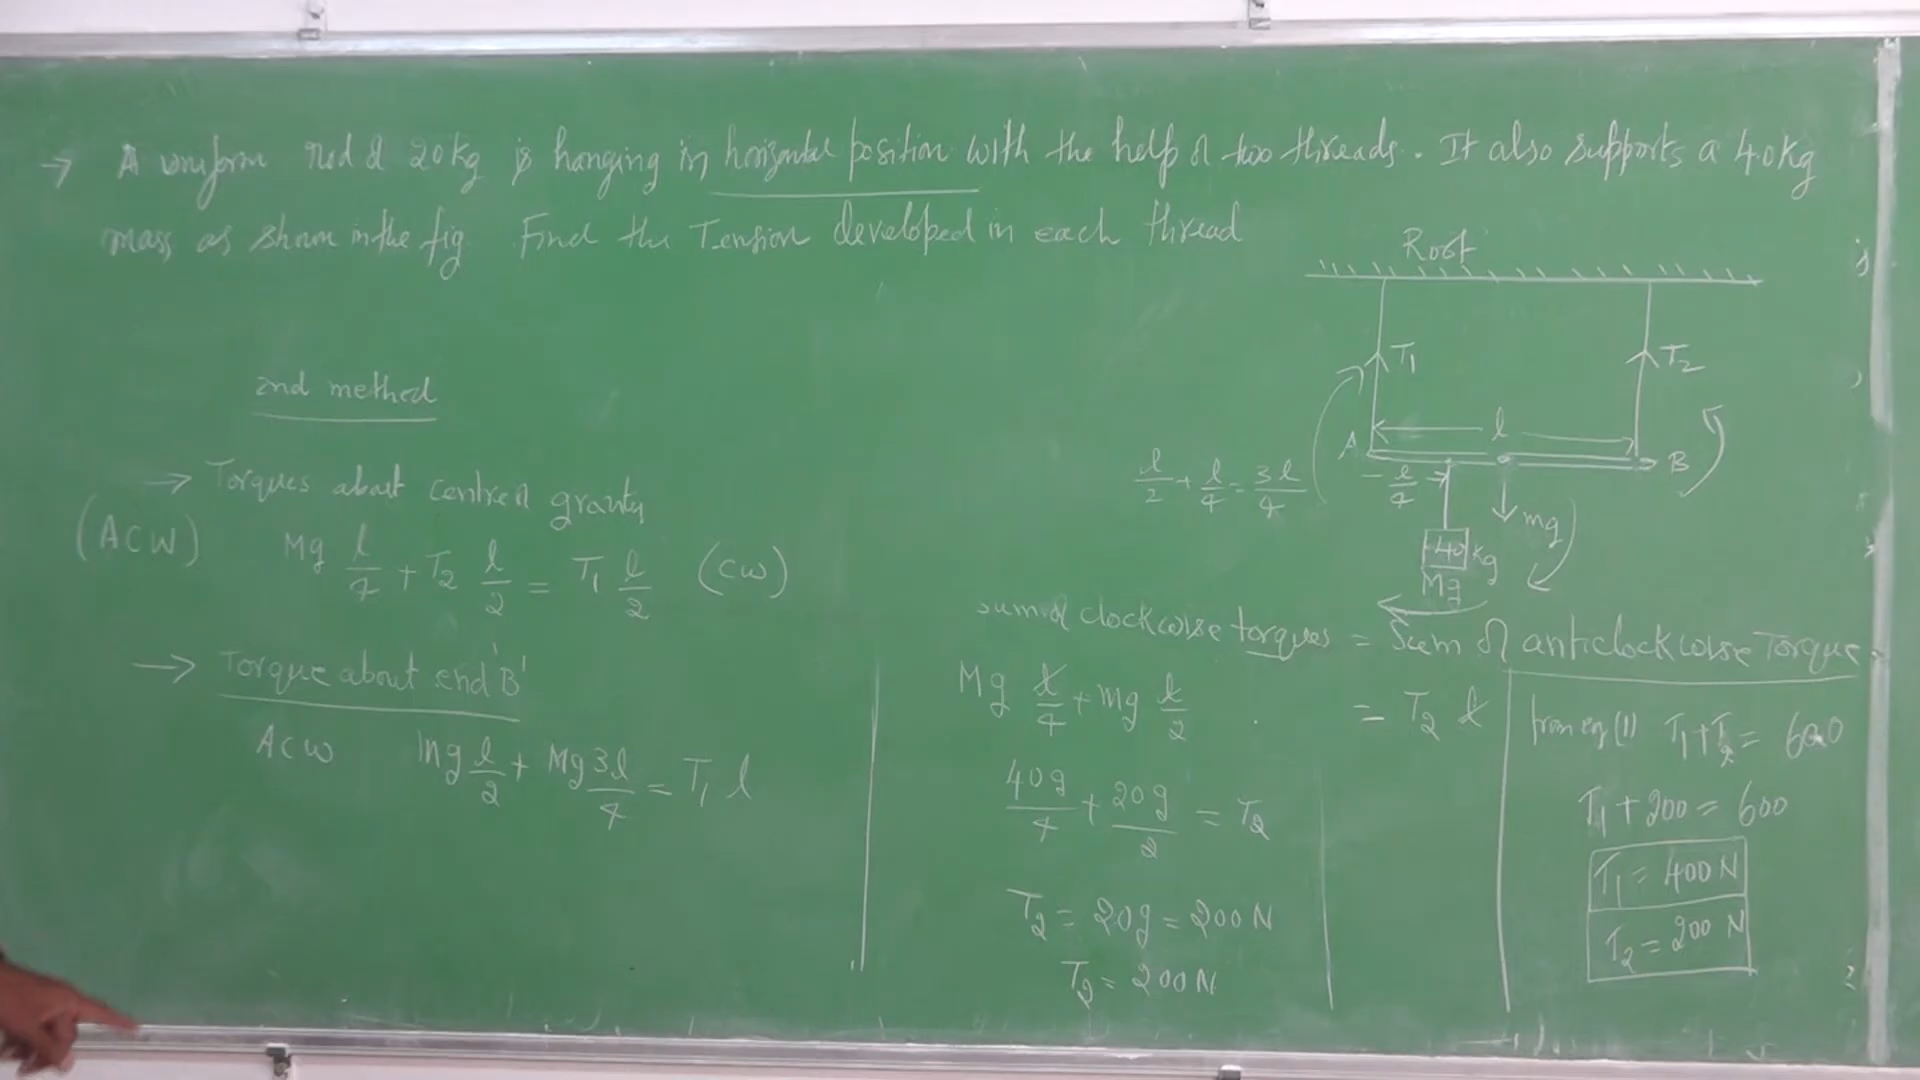 → A uniform rod of 20kg is hanging in horizontal position with the help of two threads. It also supports a 40kg
mass as shown in the fig. Find the Tension developed in each thread
Roof
T₁ T₂
A l B
l/2 + l/4 = 3l/4
l/4
mg
40 kg
Mg
2nd method
→ Torques about centre of gravity
(ACW) Mg l/4 + T₂ l/2 = T₁ l/2 (cw)
→ Torque about end 'B'
ACW mg l/2 + Mg 3l/4 = T₁ l
sum of clockwise torques = Sum of anticlockwise Torque
Mg l/4 + mg l/2 = T₂ l
40g/4 + 20g/2 = T₂
T₂ = 20g = 200 N
T₂ = 200 N
from eq (1) T₁+T₂ = 600
T₁ + 200 = 600
T₁ = 400 N
T₂ = 200 N